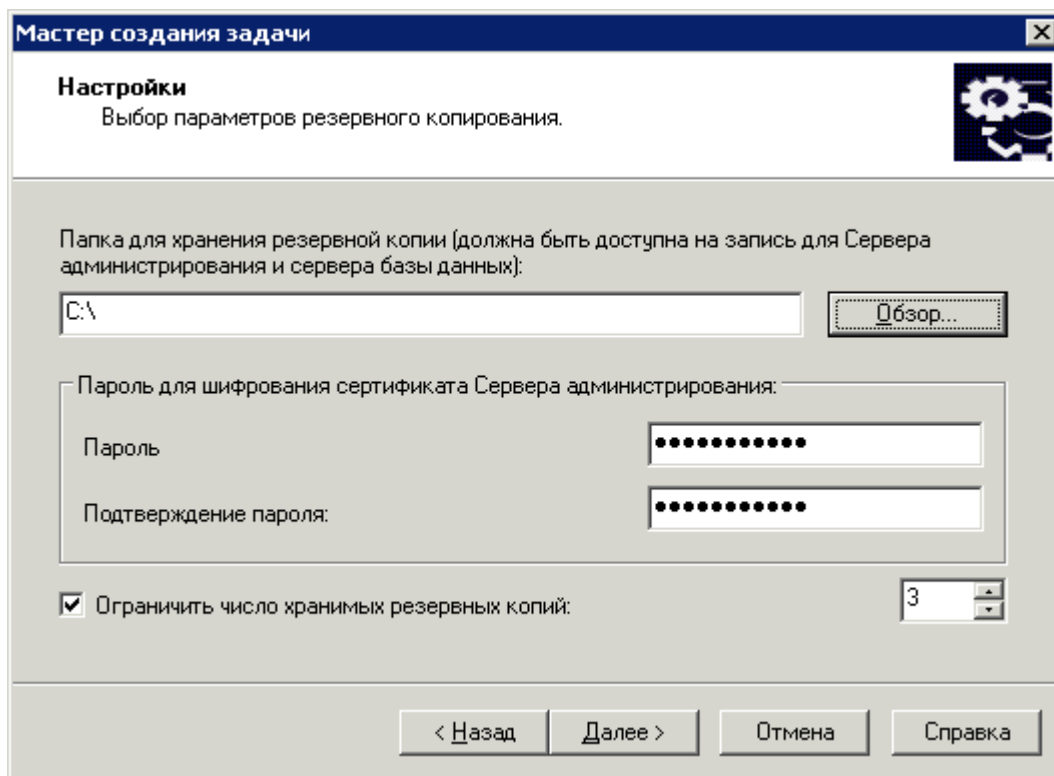 Мастер создания задачи
Настройки
Выбор параметров резервного копирования.
Папка для хранения резервной копии (должна быть доступна на запись для Сервера
администрирования и сервера базы данных):
C:\
Обзор...
Пароль для шифрования сертификата Сервера администрирования:
Пароль
•••••••••••
Подтверждение пароля:
•••••••••••
Ограничить число хранимых резервных копий:
3
< Назад
Далее >
Отмена
Справка